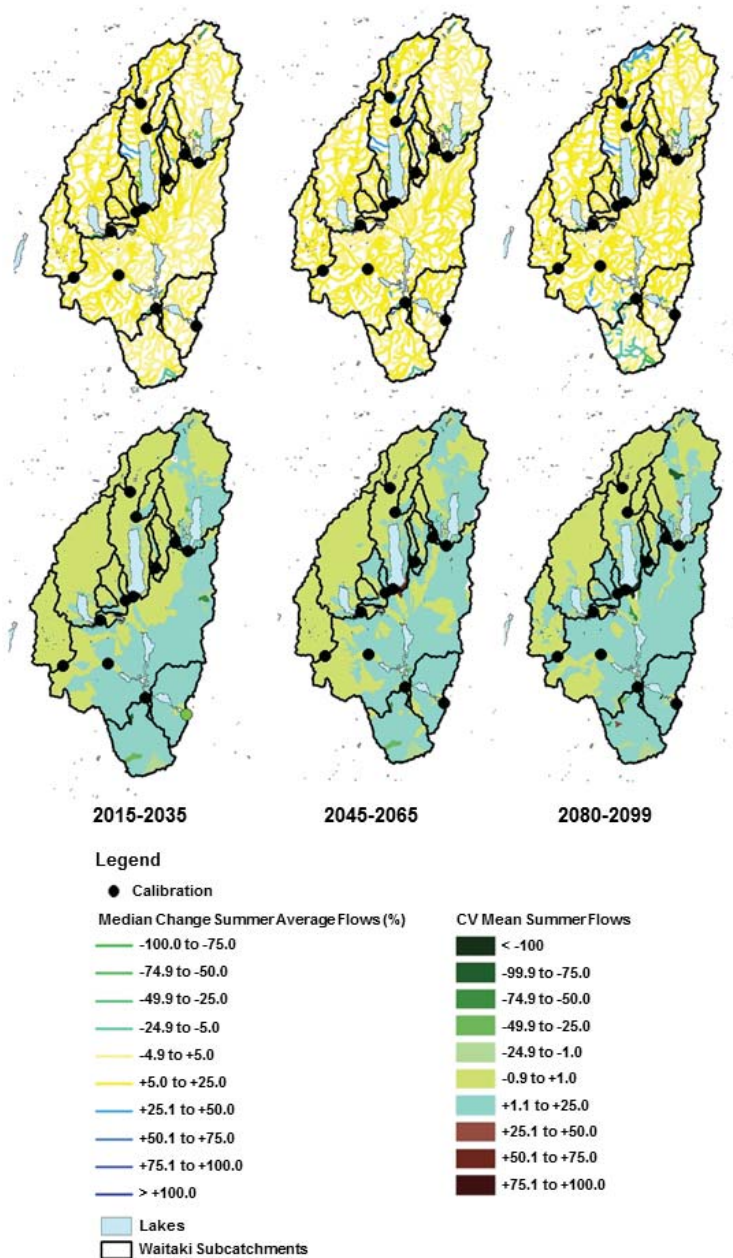 2015-2035 2045-2065 2080-2099
Legend
Calibration
Median Change Summer Average Flows (%)
-100.0 to -75.0
-74.9 to -50.0
-49.9 to -25.0
-24.9 to -5.0
-4.9 to +5.0
+5.0 to +25.0
+25.1 to +50.0
+50.1 to +75.0
+75.1 to +100.0
> +100.0
Lakes
Waitaki Subcatchments
CV Mean Summer Flows
< -100
-99.9 to -75.0
-74.9 to -50.0
-49.9 to -25.0
-24.9 to -1.0
-0.9 to +1.0
+1.1 to +25.0
+25.1 to +50.0
+50.1 to +75.0
+75.1 to +100.0